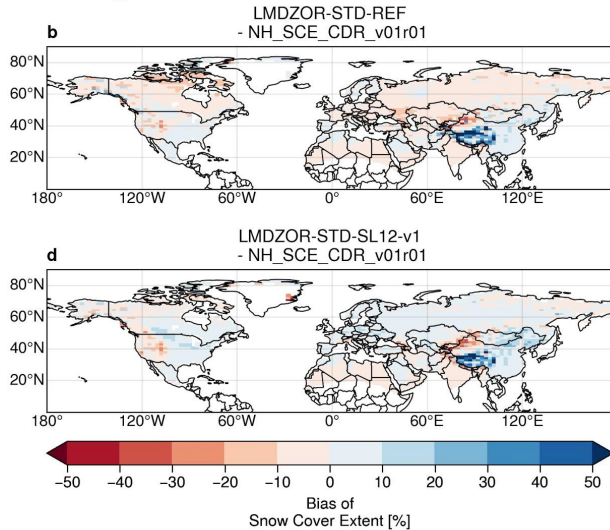 LMDZOR-STD-REF
b - NH_SCE_CDR_v01r01
80°N
60°N
40°N
20°N
180° 120°W 60°W 0° 60°E 120°E
LMDZOR-STD-SL12-v1
d - NH_SCE_CDR_v01r01
80°N
60°N
40°N
20°N
180° 120°W 60°W 0° 60°E 120°E
−50 −40 −30 −20 −10 0 10 20 30 40 50
Bias of
Snow Cover Extent [%]